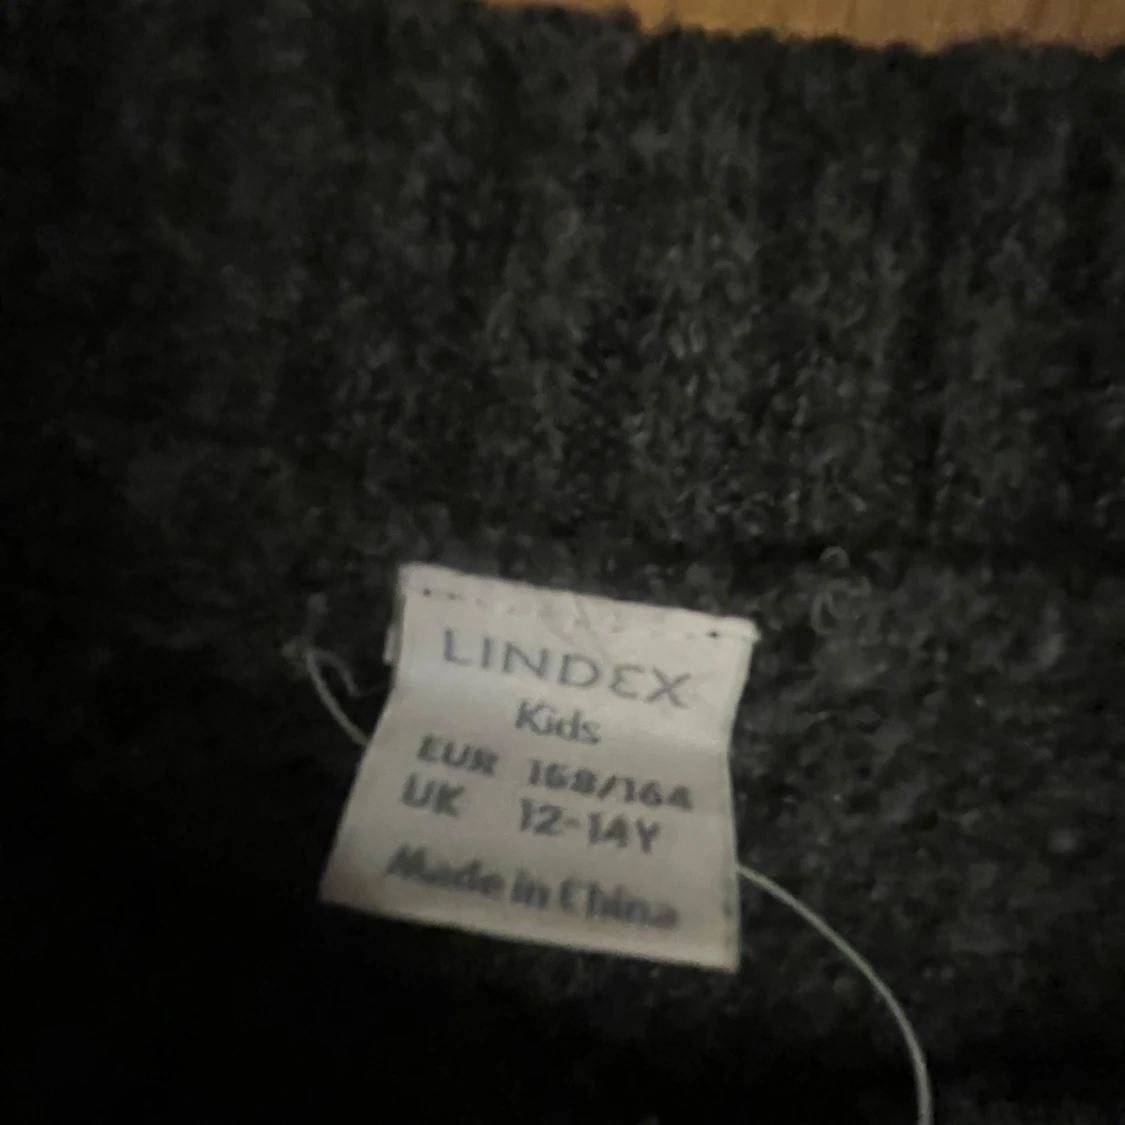 LINDEX
Kids
EUR 158/164
UK 12-14Y
Made in China